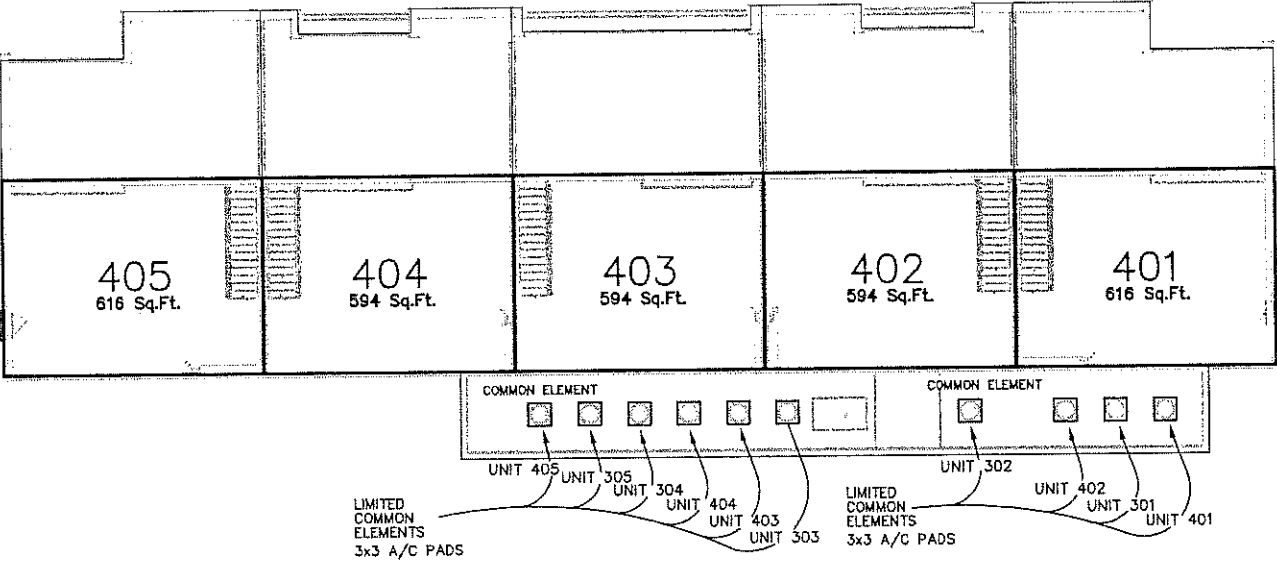 405
616 Sq.Ft.
404
594 Sq.Ft.
403
594 Sq.Ft.
402
594 Sq.Ft.
401
616 Sq.Ft.
COMMON ELEMENT
COMMON ELEMENT
UNIT 405
UNIT 305
UNIT 304
UNIT 404
UNIT 403
UNIT 303
LIMITED
COMMON
ELEMENTS
3x3 A/C PADS
UNIT 302
UNIT 402
UNIT 301
UNIT 401
LIMITED
COMMON
ELEMENTS
3x3 A/C PADS